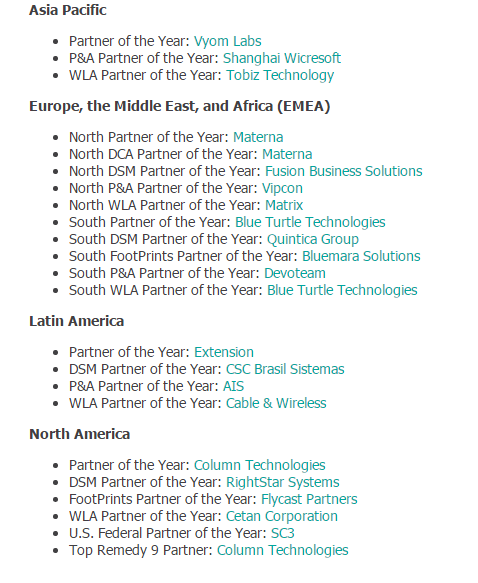 Asia Pacific
Partner of the Year: Vyom Labs
P&A Partner of the Year: Shanghai Wicresoft
WLA Partner of the Year: Tobiz Technology
Europe, the Middle East, and Africa (EMEA)
North Partner of the Year: Materna
North DCA Partner of the Year: Materna
North DSM Partner of the Year: Fusion Business Solutions
North P&A Partner of the Year: Vipcon
North WLA Partner of the Year: Matrix
South Partner of the Year: Blue Turtle Technologies
South DSM Partner of the Year: Quintica Group
South FootPrints Partner of the Year: Bluemara Solutions
South P&A Partner of the Year: Devoteam
South WLA Partner of the Year: Blue Turtle Technologies
Latin America
Partner of the Year: Extension
DSM Partner of the Year: CSC Brasil Sistemas
P&A Partner of the Year: AIS
WLA Partner of the Year: Cable & Wireless
North America
Partner of the Year: Column Technologies
DSM Partner of the Year: RightStar Systems
FootPrints Partner of the Year: Flycast Partners
WLA Partner of the Year: Cetan Corporation
U.S. Federal Partner of the Year: SC3
Top Remedy 9 Partner: Column Technologies